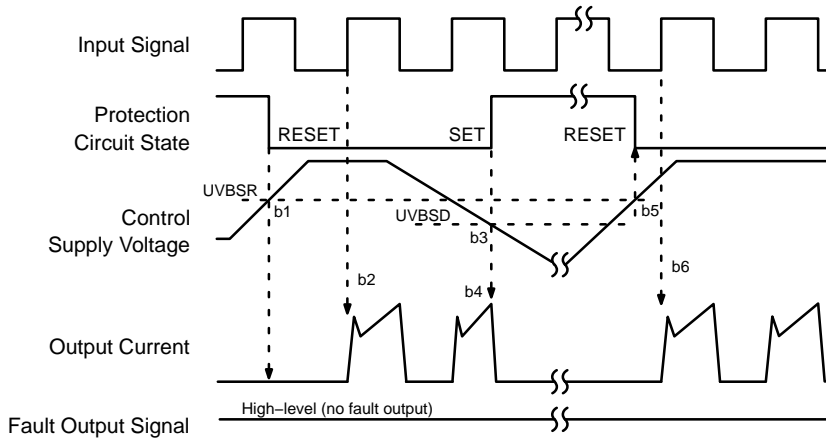 Input Signal
Protection
Circuit State
RESET
SET
RESET
UVBSR
b1
UVBSD
b3
b5
Control
Supply Voltage
b2
b4
b6
Output Current
High−level (no fault output)
Fault Output Signal